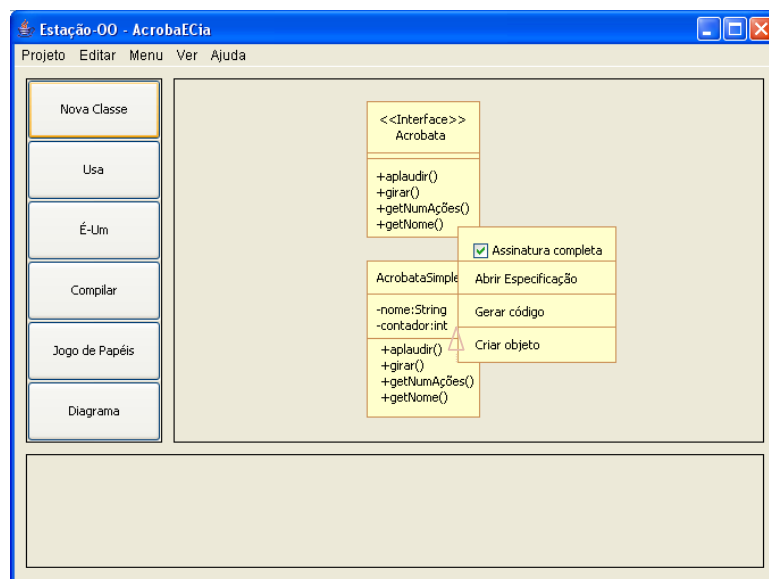 Estação-OO - AcrobaECia
Projeto Editar Menu Ver Ajuda
Nova Classe
Usa
É-Um
Compilar
Jogo de Papéis
Diagrama
<<Interface>>
Acrobata
+aplaudir()
+girar()
+getNumAções()
+getNome()
AcrobataSimple
-nome:String
-contador:int
+aplaudir()
+girar()
+getNumAções()
+getNome()
Assinatura completa
Abrir Especificação
Gerar código
Criar objeto